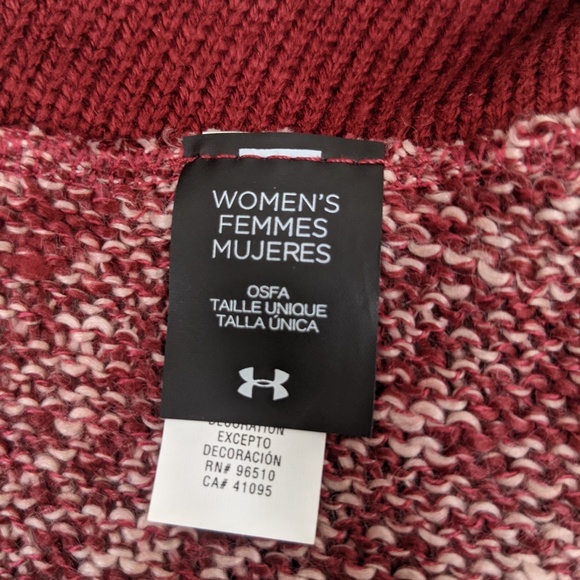 WOMEN'S
FEMMES
MUJERES
OSFA
TAILLE UNIQUE
TALLA ÚNICA
DECORATION
EXCEPTO
DECORACIÓN
RN# 96510
CA# 41095